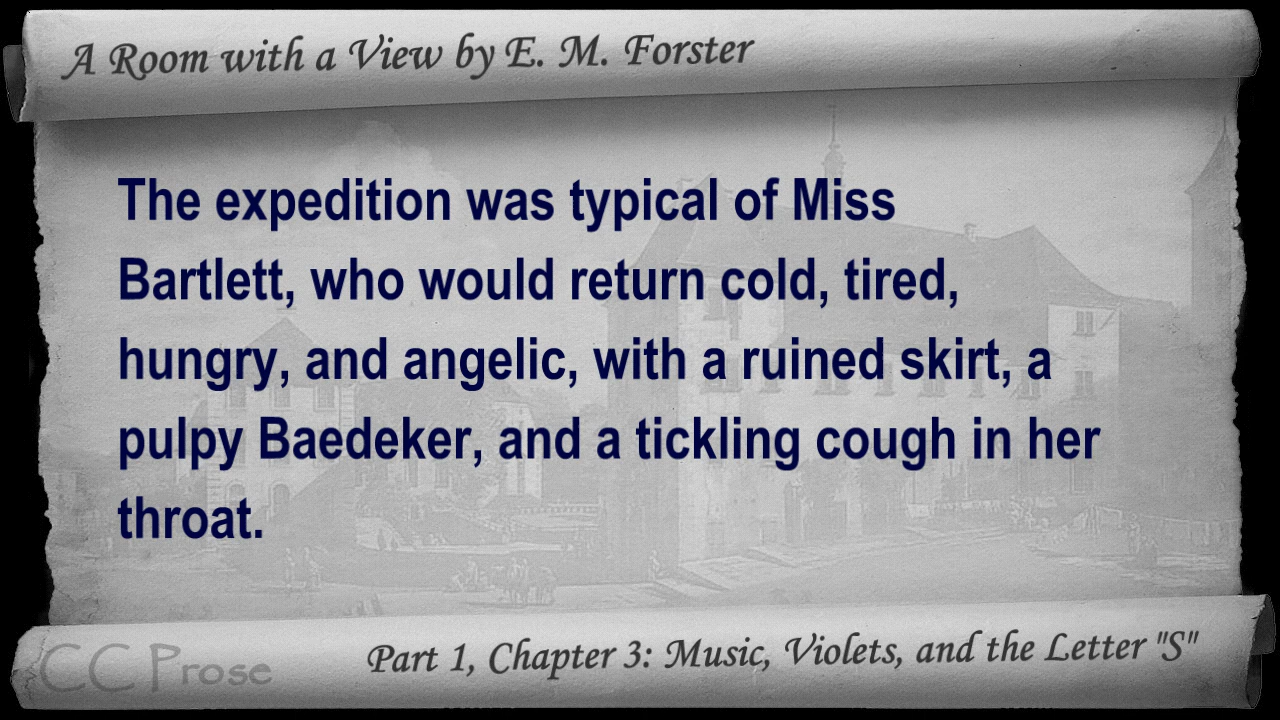 A Room with a View by E. M. Forster
The expedition was typical of Miss
Bartlett, who would return cold, tired,
hungry, and angelic, with a ruined skirt, a
pulpy Baedeker, and a tickling cough in her
throat.
CC Prose
Part 1, Chapter 3: Music, Violets, and the Letter "S"